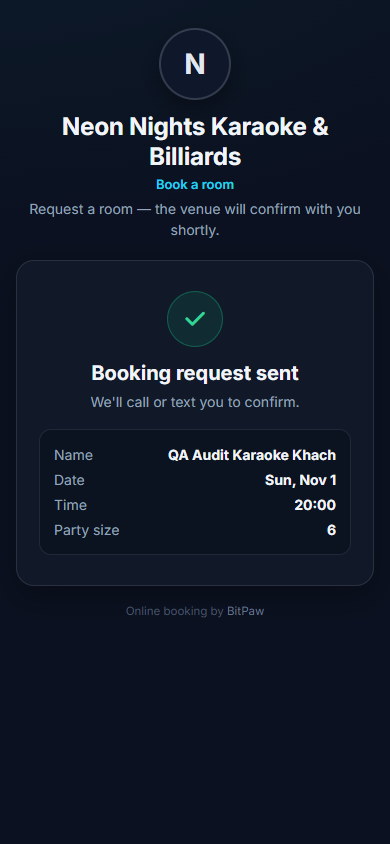 N
Neon Nights Karaoke &
Billiards
Book a room
Request a room — the venue will confirm with you
shortly.
Booking request sent
We'll call or text you to confirm.
Name QA Audit Karaoke Khach
Date Sun, Nov 1
Time 20:00
Party size 6
Online booking by BitPaw